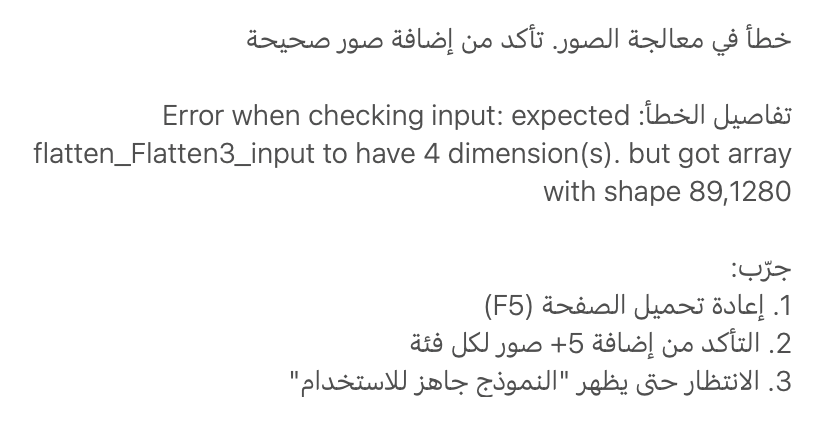 خطأ في معالجة الصور. تأكد من إضافة صور صحيحة
تفاصيل الخطأ: Error when checking input: expected
flatten_Flatten3_input to have 4 dimension(s). but got array
with shape 89,1280
جرّب:
1. إعادة تحميل الصفحة (F5)
2. التأكد من إضافة 5+ صور لكل فئة
3. الانتظار حتى يظهر "النموذج جاهز للاستخدام"